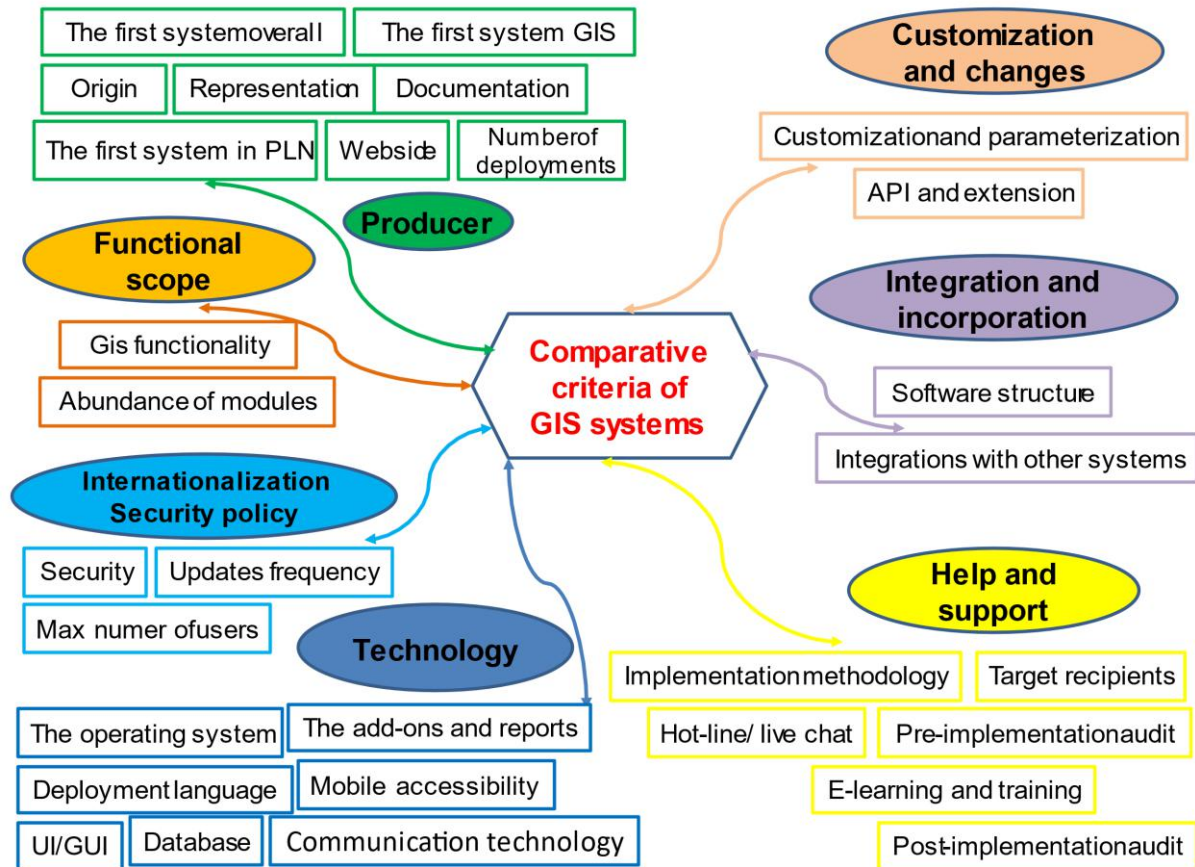 The first systemoverall
The first system GIS
Origin
Representation
Documentation
The first system in PLN
Webside
Numberof
deployments
Producer
Functional
scope
Gis functionality
Abundance of modules
Internationalization
Security policy
Security
Updates frequency
Max numer ofusers
Technology
The operating system
The add-ons and reports
Deployment language
Mobile accessibility
UI/GUI
Database
Communication technology
Comparative
criteria of
GIS systems
Customization
and changes
Customizationand parameterization
API and extension
Integration and
incorporation
Software structure
Integrations with other systems
Help and
support
Implementation methodology
Target recipients
Hot-line/ live chat
Pre-implementationaudit
E-learning and training
Post-implementationaudit